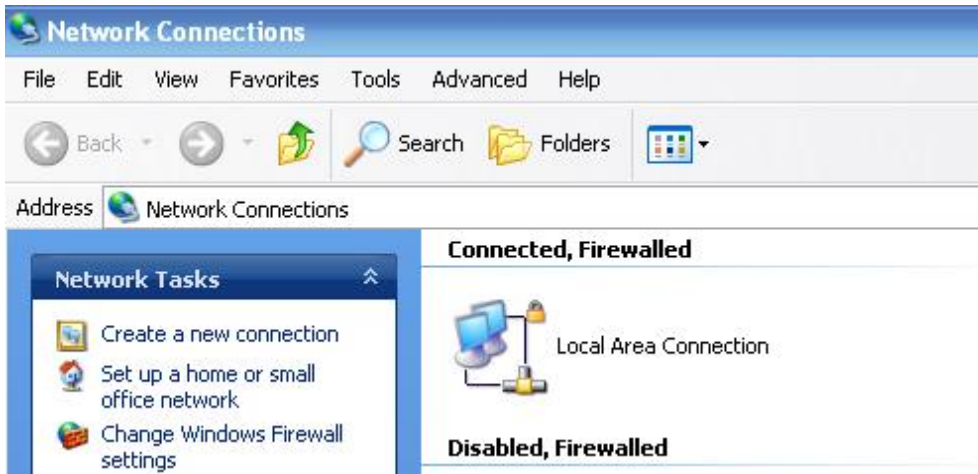 Network Connections
File Edit View Favorites Tools Advanced Help
Back Search Folders
Address Network Connections
Network Tasks
Create a new connection
Set up a home or small
office network
Change Windows Firewall
settings
Connected, Firewalled
Local Area Connection
Disabled, Firewalled